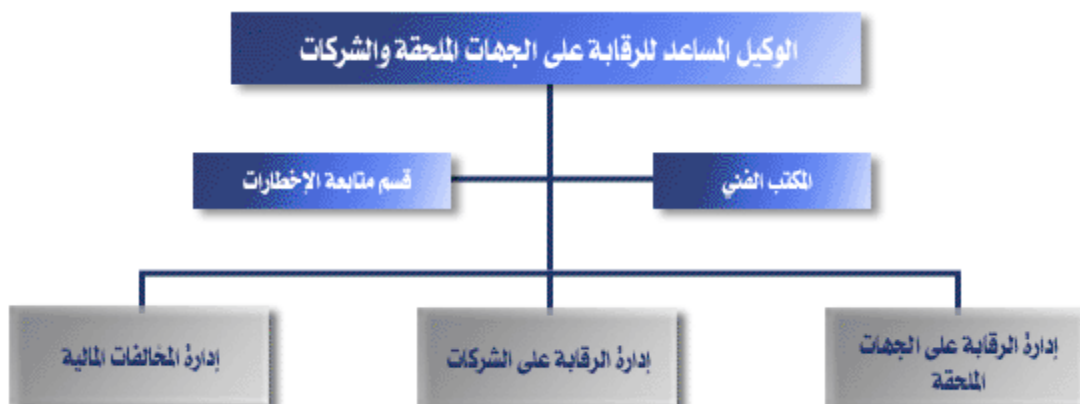 الوكيل المساعد للرقابة على الجهات الملحقة والشركات
المكتب الفني
قسم متابعة الإخطارات
إدارة الرقابة على الجهات
الملحقة
إدارة الرقابة على الشركات
إدارة المخالفات المالية